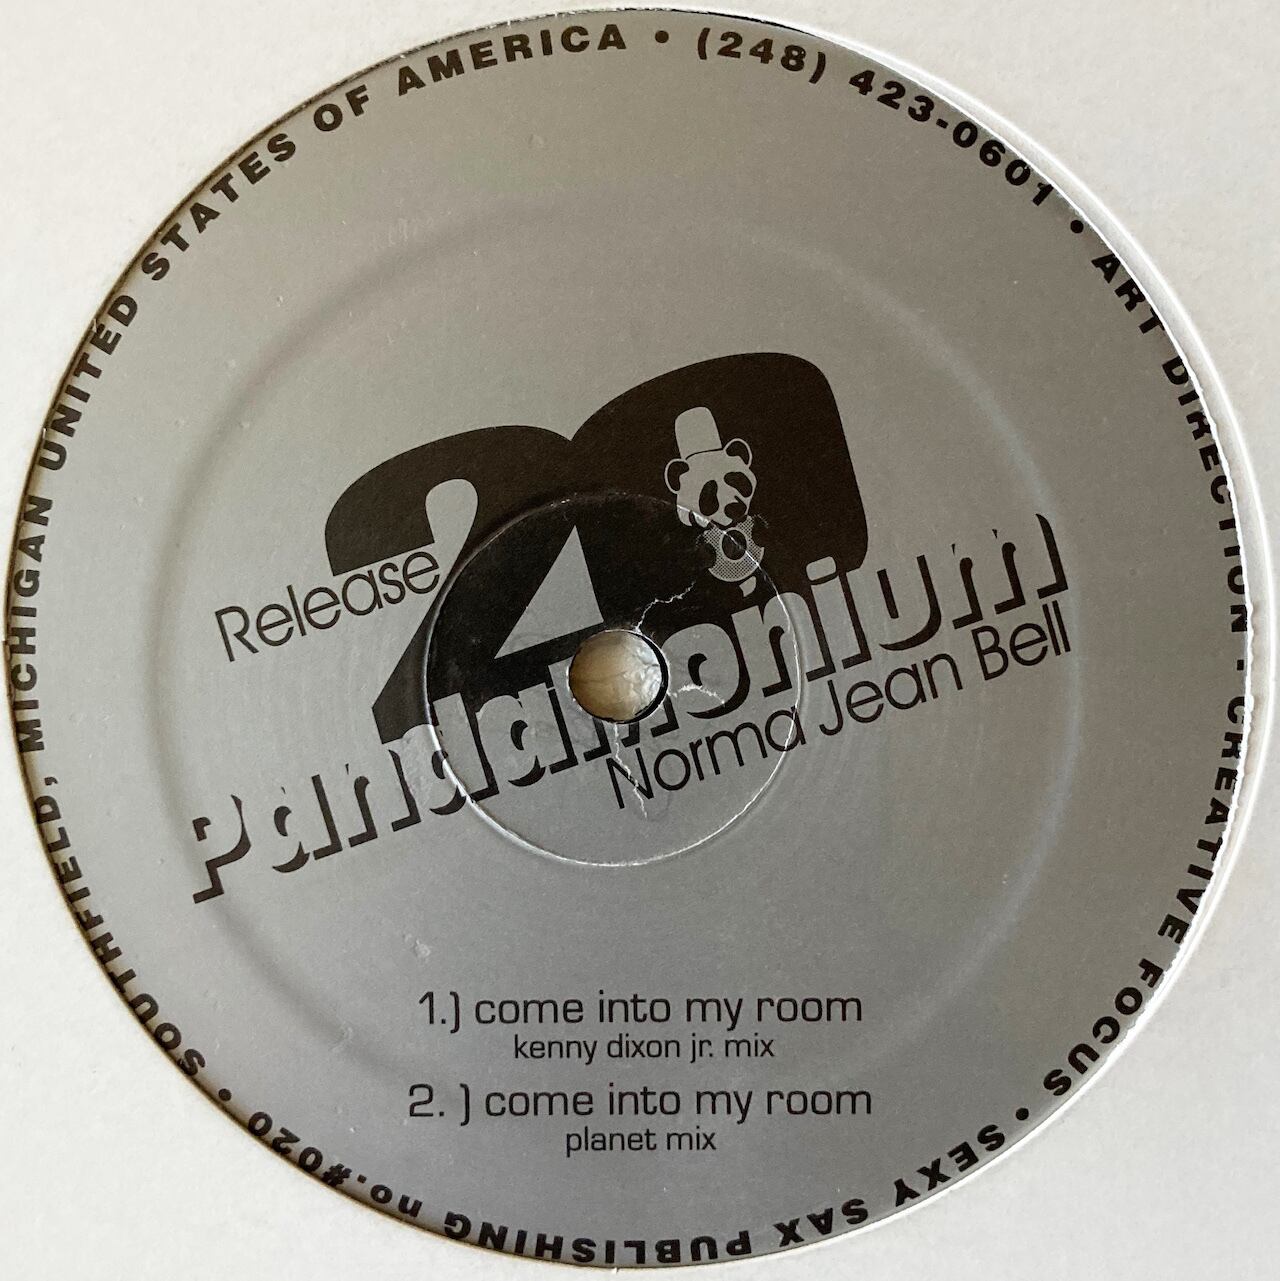 SOUTHFIELD, MICHIGAN UNITED STATES OF AMERICA • (248) 423-0601 • ART DIRECTION • CREATIVE FOCUS • SEXY SAX PUBLISHING no.#020 •
20
Release
pandamonium
Norma Jean Bell
1.) come into my room
kenny dixon jr. mix
2. ) come into my room
planet mix